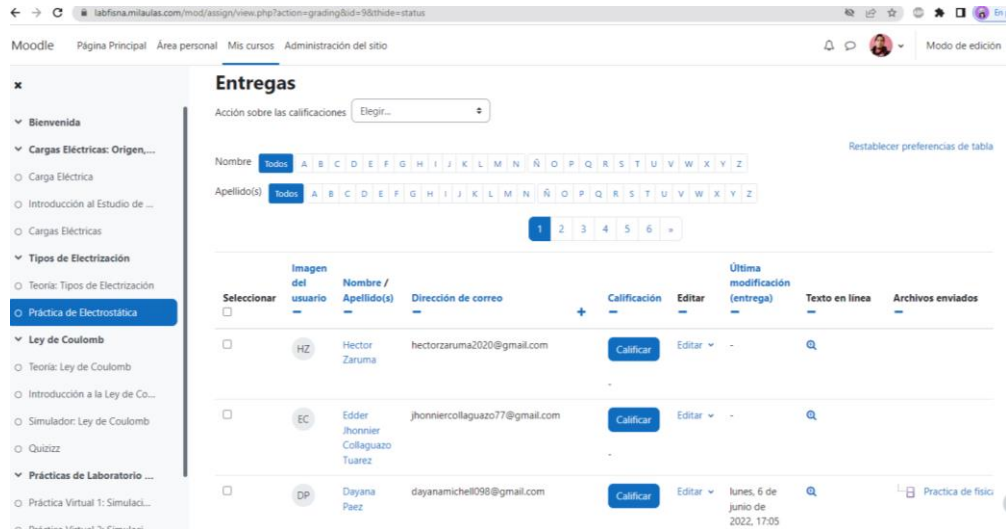 labfisna.milaulas.com/mod/assign/view.php?action=grading&id=98&thide=status
Moodle Página Principal Área personal Mis cursos Administración del sitio Modo de edición
Entregas
Acción sobre las calificaciones Elegir...
Restablecer preferencias de tabla
Nombre Todos A B C D E F G H I J K L M N Ñ O P Q R S T U V W X Y Z
Apellido(s) Todos A B C D E F G H I J K L M N Ñ O P Q R S T U V W X Y Z
1 2 3 4 5 6 »
Bienvenida
Cargas Eléctricas: Origen,...
Carga Eléctrica
Introducción al Estudio de ...
Cargas Eléctricas
Tipos de Electrización
Teoría: Tipos de Electrización
Práctica de Electrostática
Ley de Coulomb
Teoría: Ley de Coulomb
Introducción a la Ley de Co...
Simulador: Ley de Coulomb
Quizizz
Prácticas de Laboratorio ...
Práctica Virtual 1: Simulaci...
Práctica Virtual 2: Simulaci...
Seleccionar
Imagen
del
usuario
Nombre /
Apellido(s)
Dirección de correo
Calificación
Editar
Última
modificación
(entrega)
Texto en línea
Archivos enviados
HZ
Hector
Zaruma
hectorzaruma2020@gmail.com
Calificar
-
Editar
-
EC
Edder
Jhonnier
Collaguazo
Tuarez
jhonniercollaguazo77@gmail.com
Calificar
-
Editar
-
DP
Dayana
Paez
dayanamichell098@gmail.com
Calificar
Editar
lunes, 6 de
junio de
2022, 17:05
Practica de física